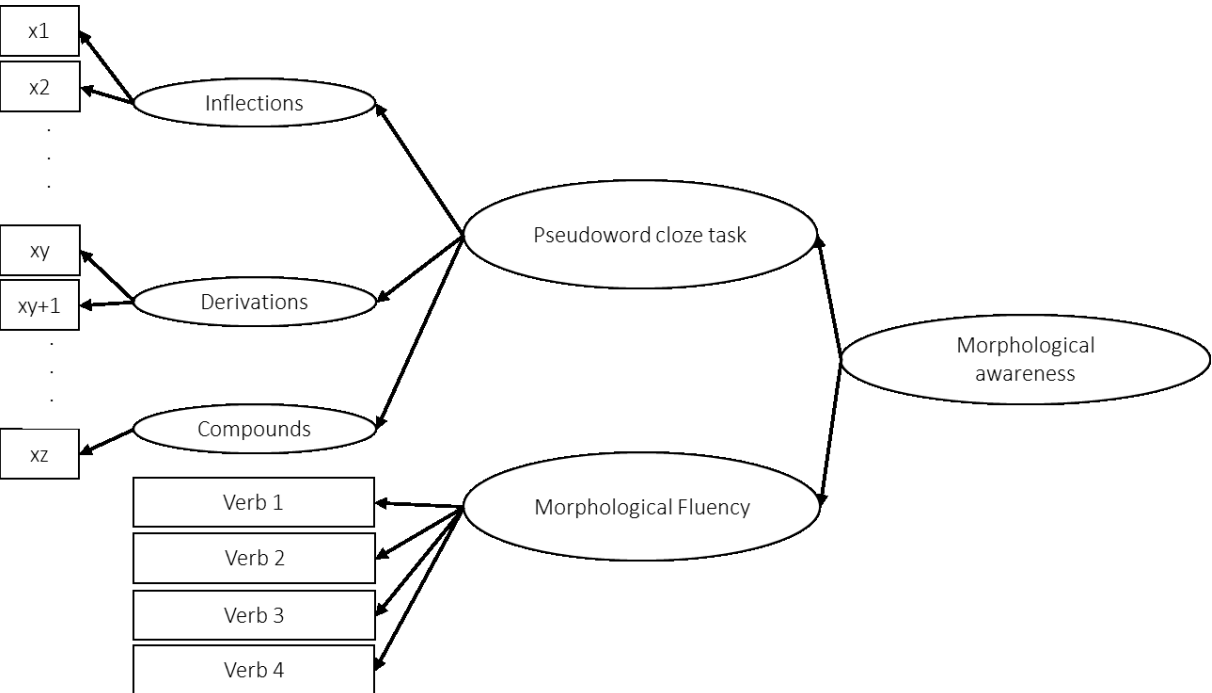 x1
x2
.
.
.
xy
xy+1
.
.
.
xz
Inflections
Derivations
Compounds
Verb 1
Verb 2
Verb 3
Verb 4
Pseudoword cloze task
Morphological Fluency
Morphological
awareness